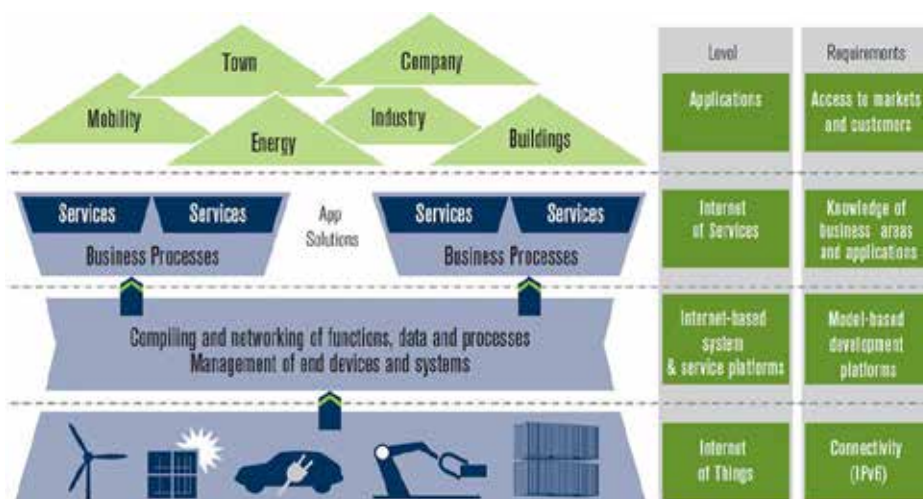 Town
Company
Mobility
Industry
Energy
Buildings
Level
Requirements
Applications
Access to markets
and customers
Services
Services
App
Solutions
Services
Services
Business Processes
Business Processes
Internet
of Services
Knowledge of
business areas
and applications
Compiling and networking of functions, data and processes
Management of end devices and systems
Internet-based
system
& service platforms
Model-based
development
platforms
Internet
of Things
Connectivity
(IPv6)